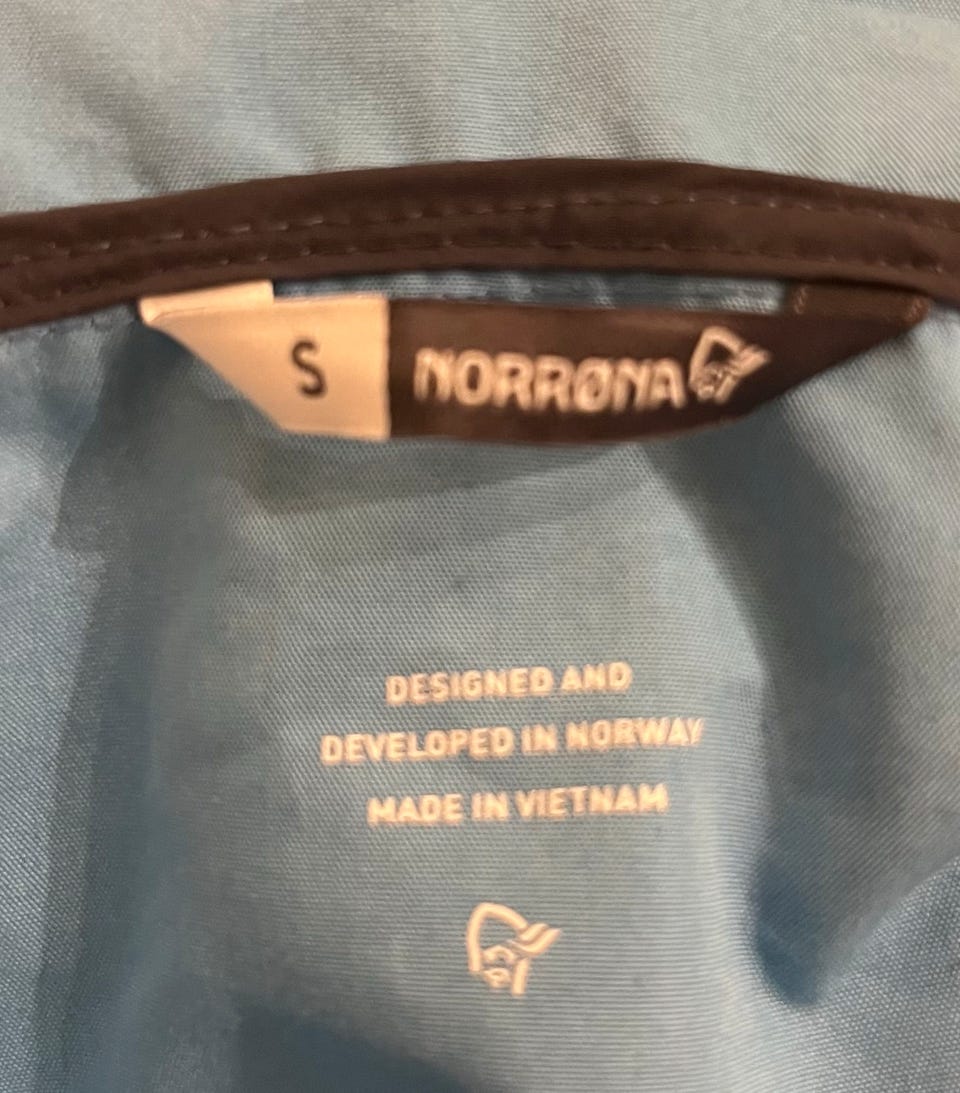 S
NORRØNA
DESIGNED AND
DEVELOPED IN NORWAY
MADE IN VIETNAM